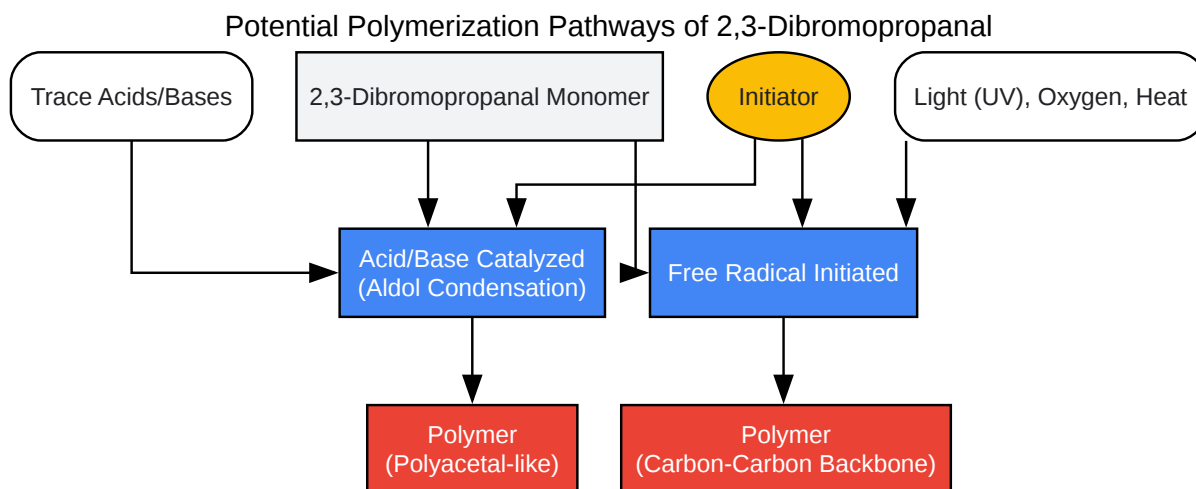 Potential Polymerization Pathways of 2,3-Dibromopropanal
Trace Acids/Bases
2,3-Dibromopropanal Monomer
Initiator
Light (UV), Oxygen, Heat
Acid/Base Catalyzed
(Aldol Condensation)
Free Radical Initiated
Polymer
(Polyacetal-like)
Polymer
(Carbon-Carbon Backbone)